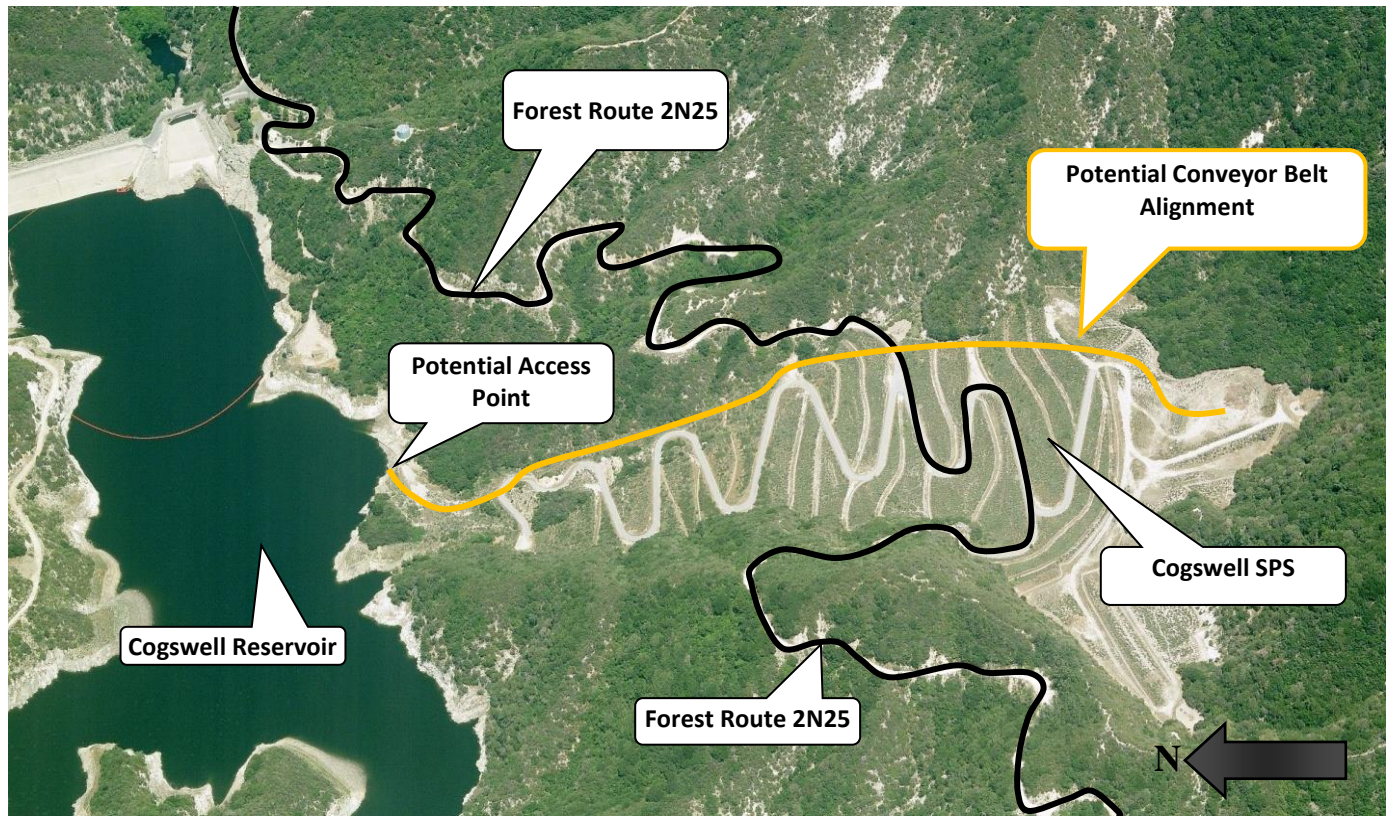 Forest Route 2N25
Potential Conveyor Belt
Alignment
Potential Access
Point
Cogswell SPS
Cogswell Reservoir
Forest Route 2N25
N